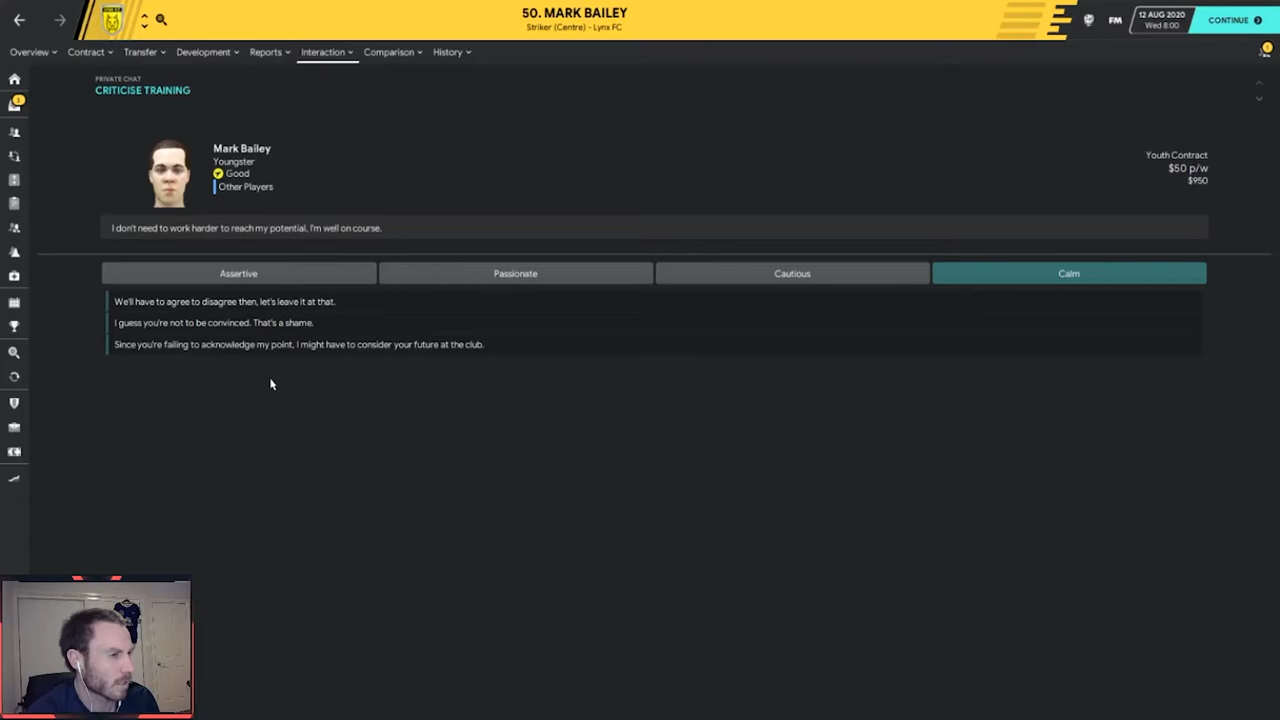 50. MARK BAILEY
Striker (Centre) - Lynx FC
FM
12 AUG 2020
Wed 8:00
CONTINUE
Overview
Contract
Transfer
Development
Reports
Interaction
Comparison
History
1
3
PRIVATE CHAT
CRITICISE TRAINING
Mark Bailey
Youngster
Good
Other Players
Youth Contract
$50 p/w
$950
I don't need to work harder to reach my potential, I'm well on course.
Assertive
Passionate
Cautious
Calm
We'll have to agree to disagree then, let's leave it at that.
I guess you're not to be convinced. That's a shame.
Since you're failing to acknowledge my point, I might have to consider your future at the club.